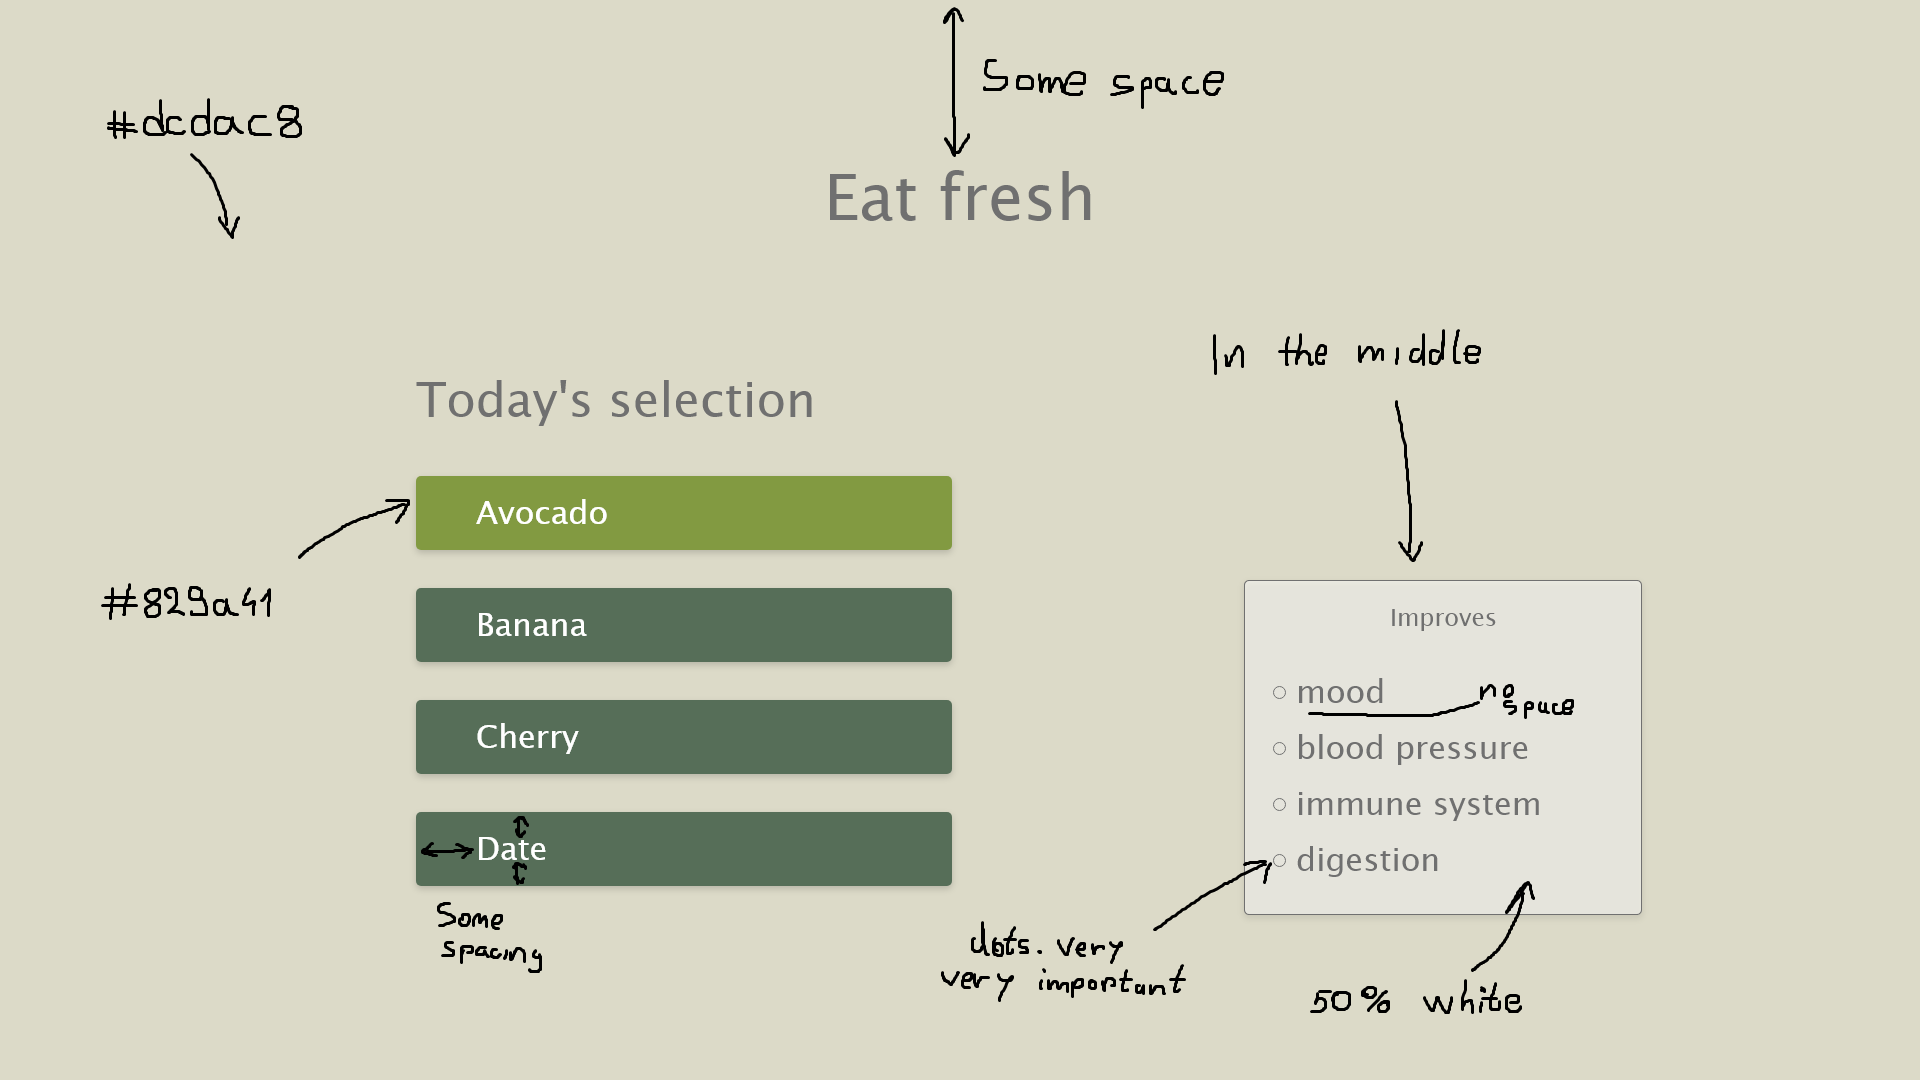 Some space
#dcdac8
Eat fresh
In the middle
Today's selection
Avocado
#829a41
Banana
Improves
Cherry
mood
no
space
blood pressure
immune system
Date
digestion
Some
spacing
dots. very
very important
50% white